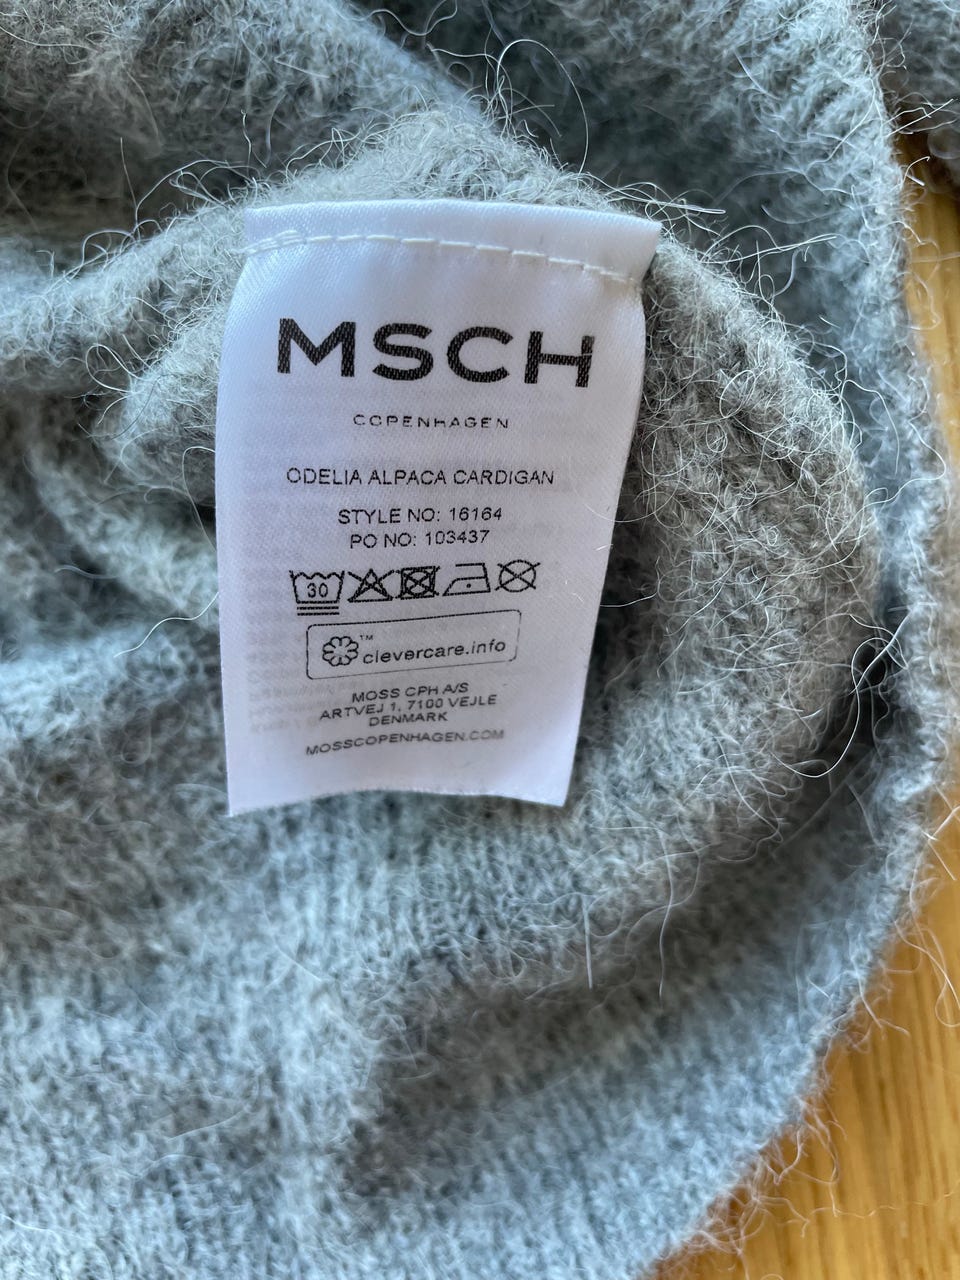 MSCH
COPENHAGEN
ODELIA ALPACA CARDIGAN
STYLE NO: 16164
PO NO: 103437
30
™
clevercare.info
MOSS CPH A/S
ARTVEJ 1, 7100 VEJLE
DENMARK
MOSSCOPENHAGEN.COM